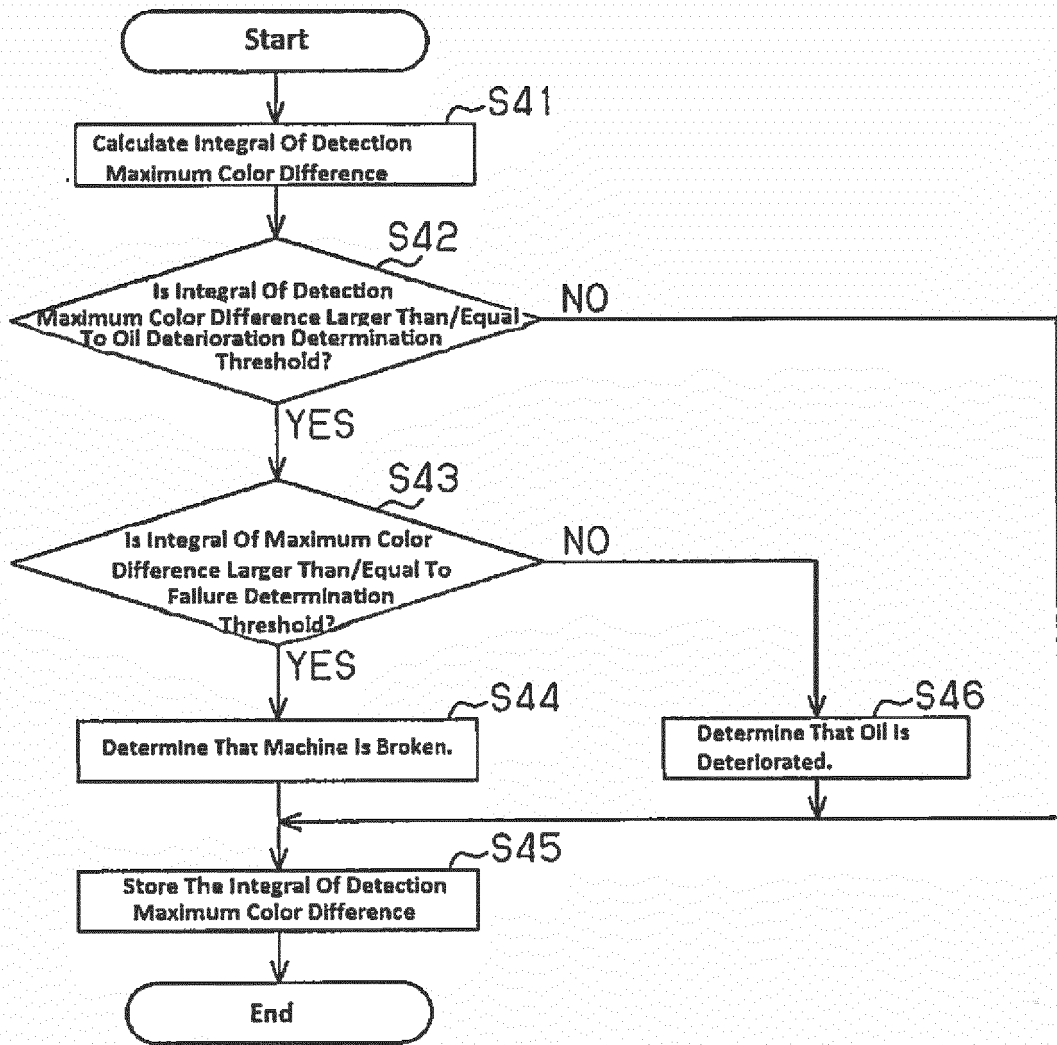 Start
S41
Calculate Integral Of Detection
Maximum Color Difference
S42
Is Integral Of Detection
Maximum Color Difference Larger Than/Equal
To Oil Deterioration Determination
Threshold?
NO
YES
S43
Is Integral Of Maximum Color
Difference Larger Than/Equal To
Failure Determination
Threshold?
NO
YES
S44
Determine That Machine Is Broken.
S46
Determine That Oil Is
Deteriorated.
S45
Store The Integral Of Detection
Maximum Color Difference
End